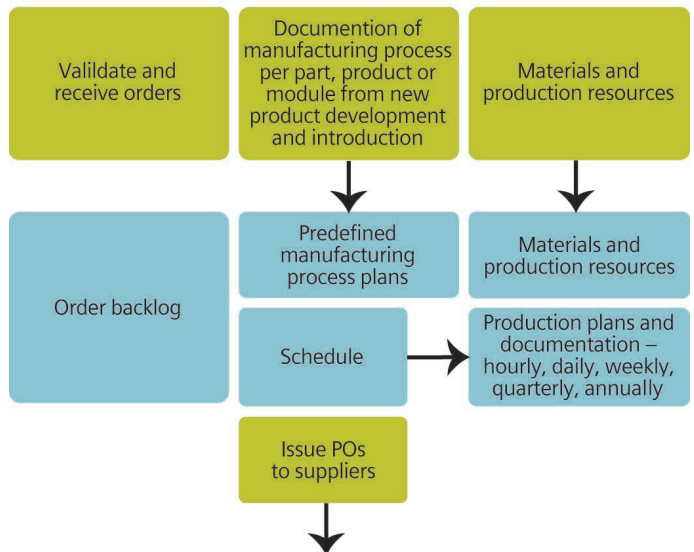 Valildate and
receive orders
Documention of
manufacturing process
per part, product or
module from new
product development
and introduction
Materials and
production resources
Order backlog
Predefined
manufacturing
process plans
Materials and
production resources
Schedule
Production plans and
documentation –
hourly, daily, weekly,
quarterly, annually
Issue POs
to suppliers